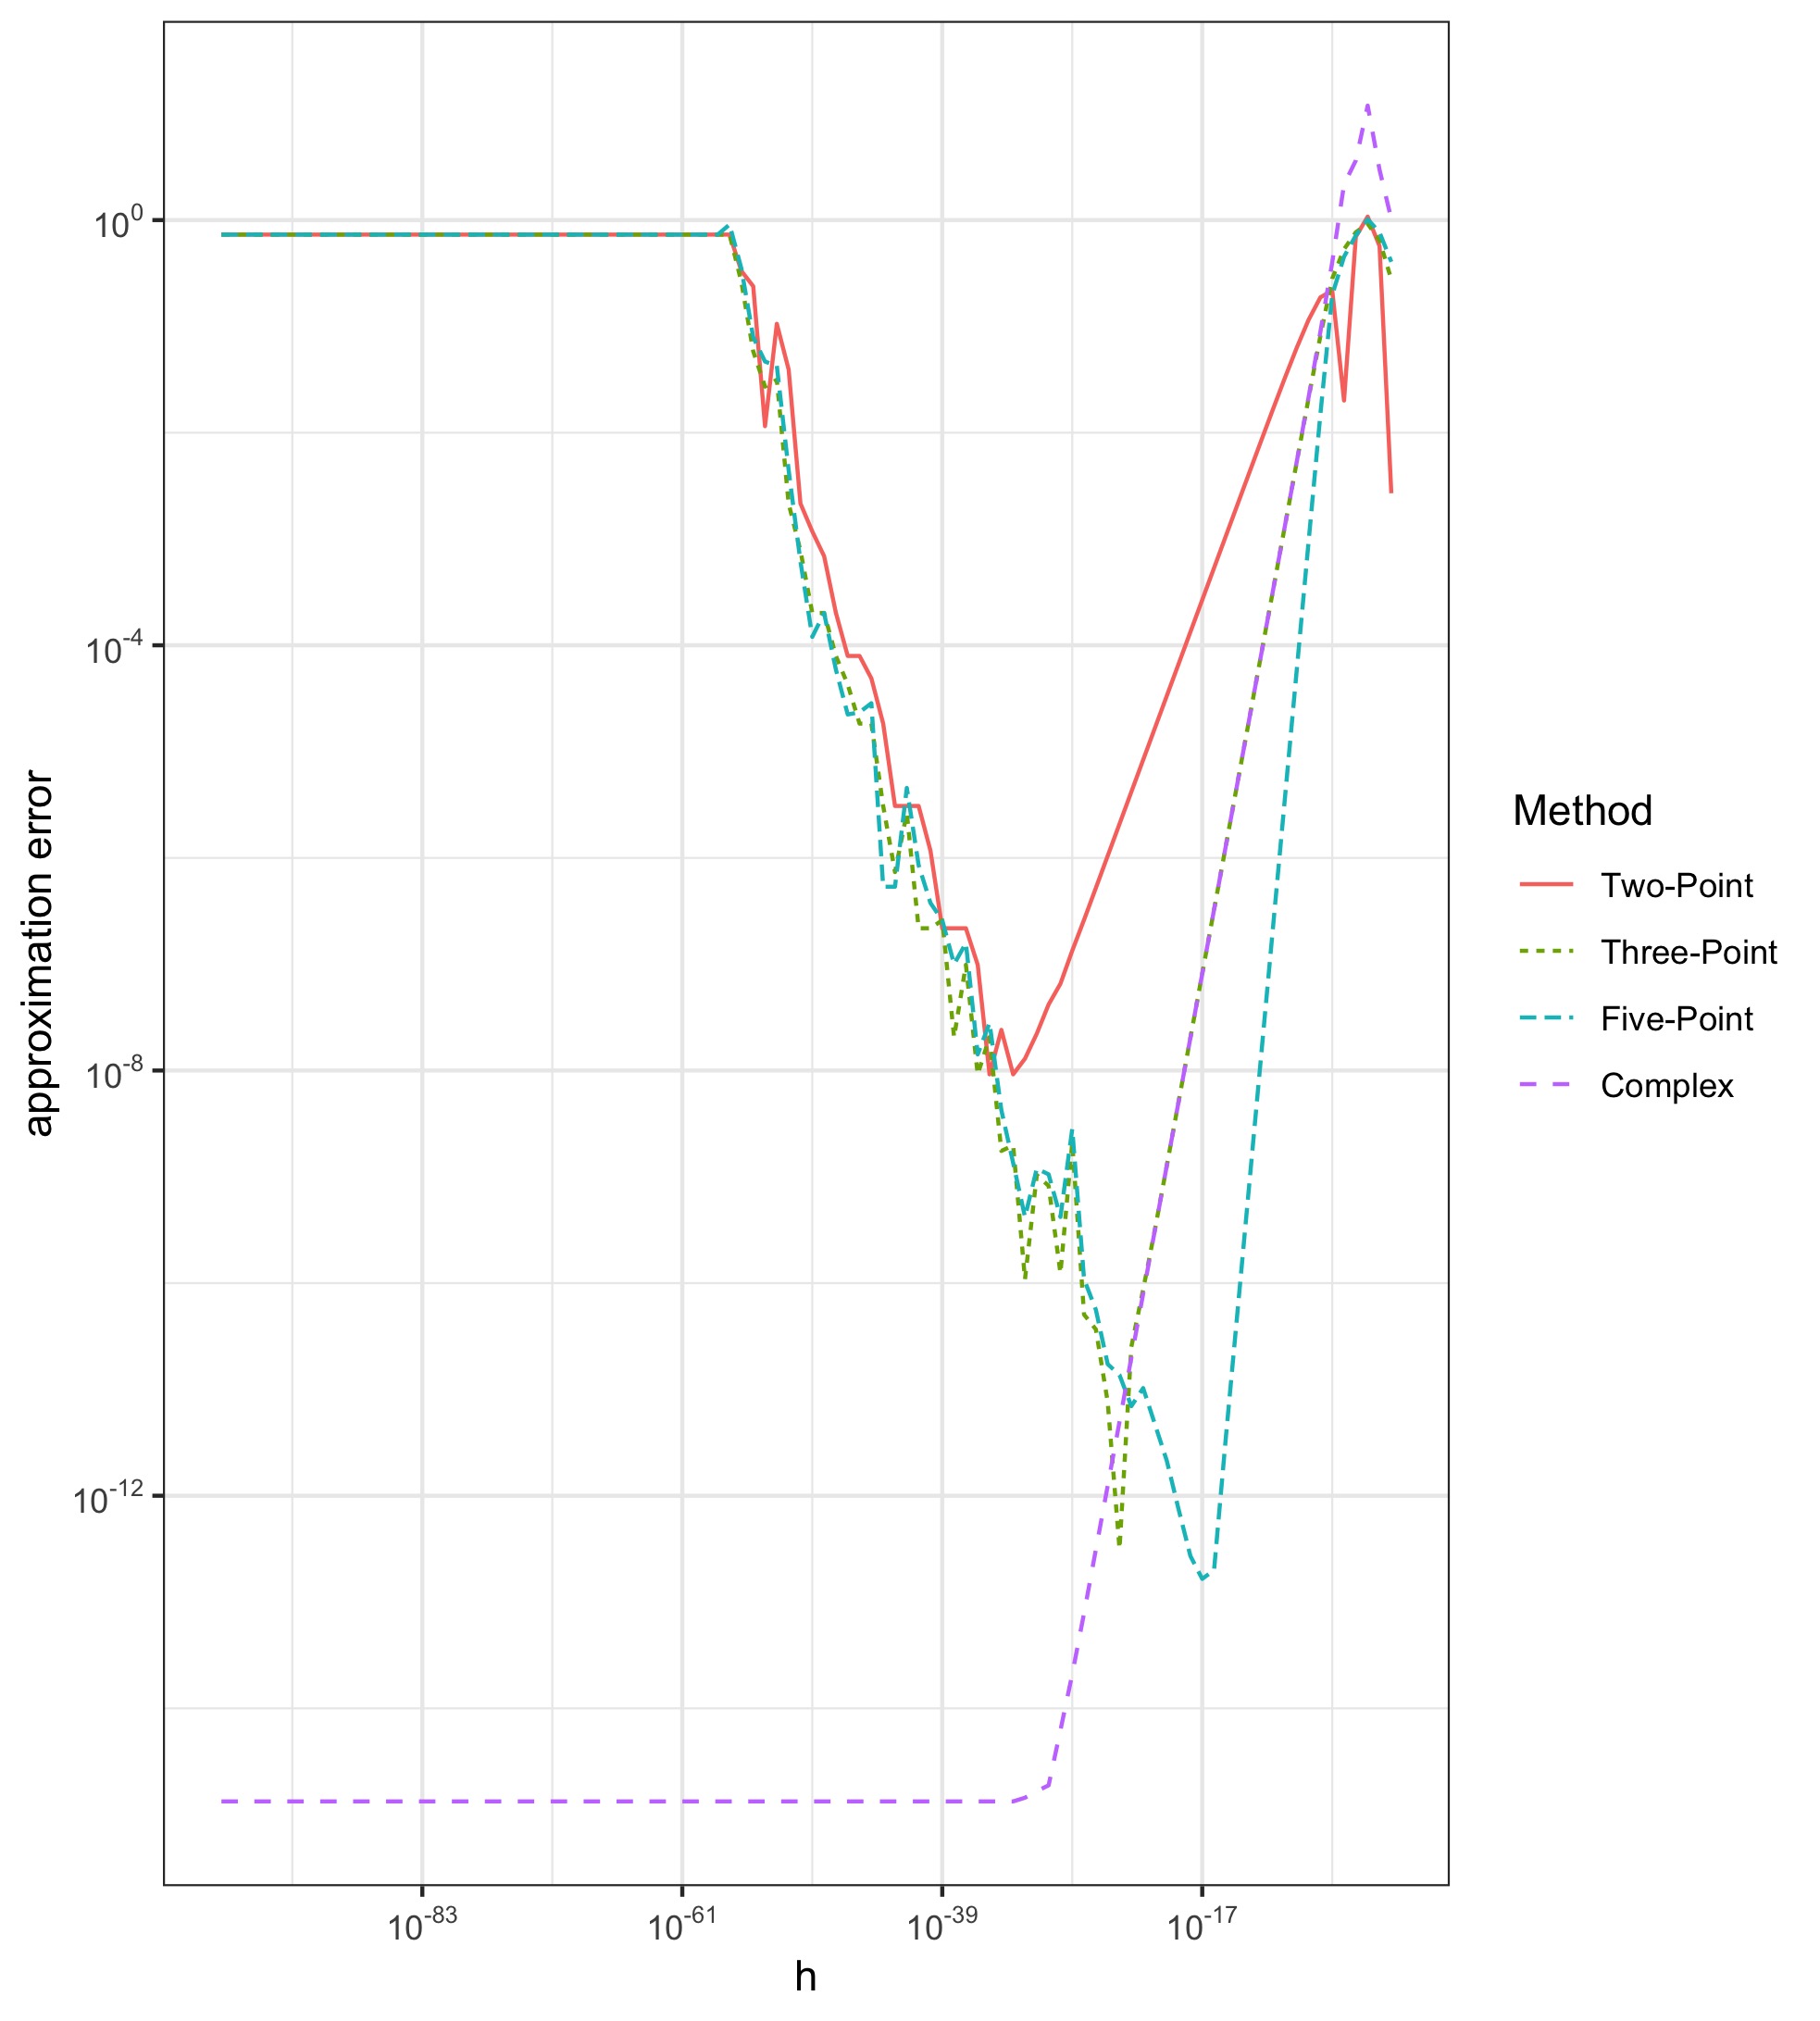 approximation error
10^0
10^-4
10^-8
10^-12
10^-83
10^-61
10^-39
10^-17
h
Method
Two-Point
Three-Point
Five-Point
Complex